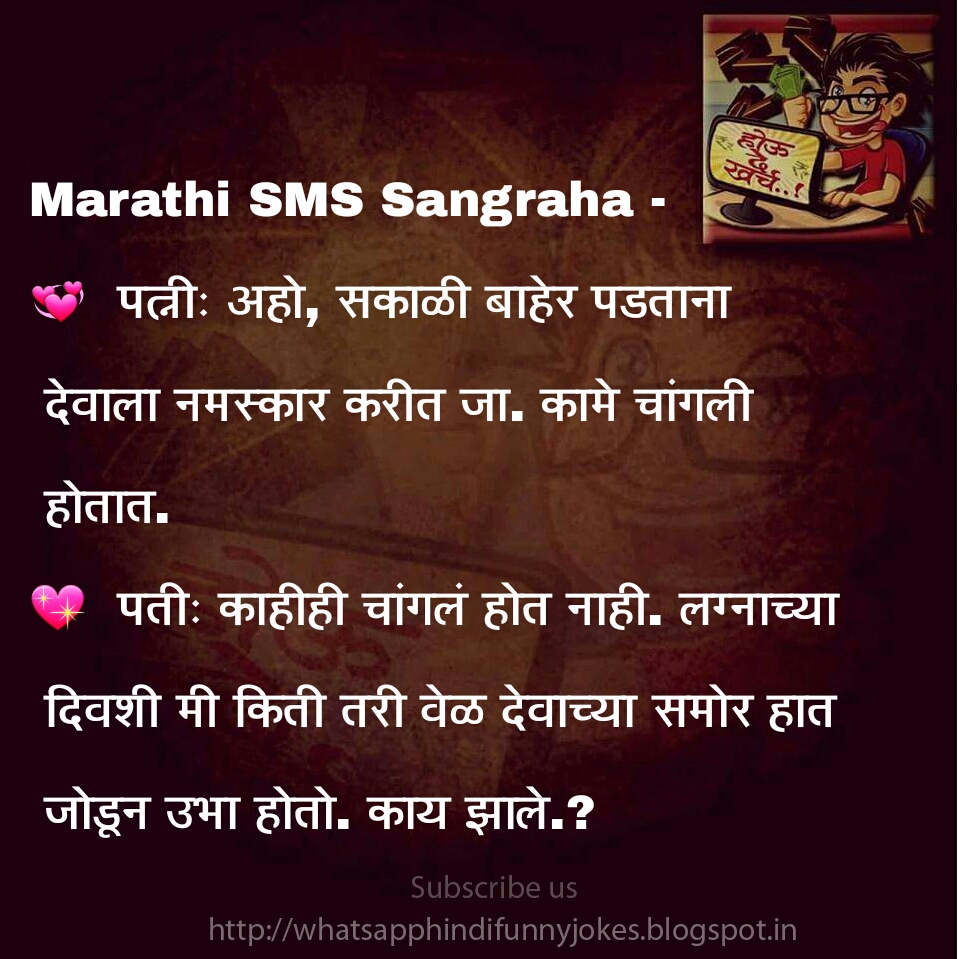 होऊ
दे
खर्च..!
Marathi SMS Sangraha -
💞 पत्नीः अहो, सकाळी बाहेर पडताना
देवाला नमस्कार करीत जा. कामे चांगली
होतात.
💖 पतीः काहीही चांगलं होत नाही. लग्नाच्या
दिवशी मी किती तरी वेळ देवाच्या समोर हात
जोडून उभा होतो. काय झाले.?
Subscribe us
http://whatsapphindifunnyjokes.blogspot.in